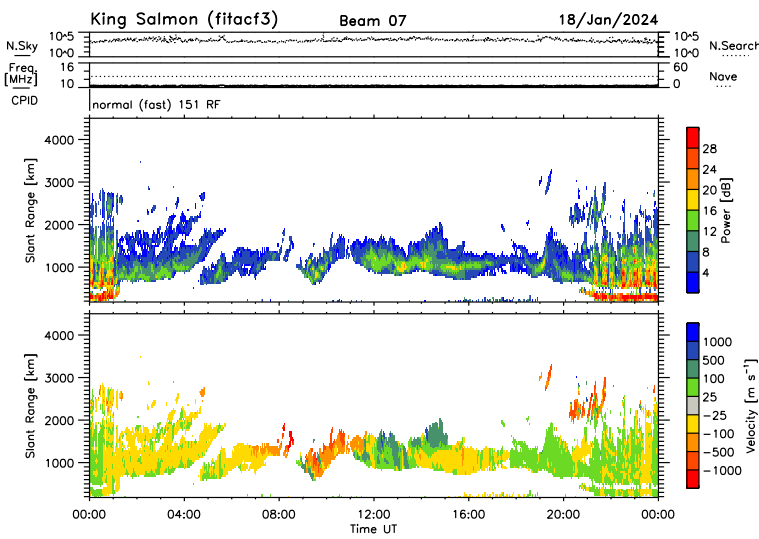 King Salmon (fitacf3) Beam 07 18/Jan/2024
N.Sky 10^5 10^0 10^5 10^0 N.Search
Freq. [MHz] 16 10 60 0 Nave
CPID normal (fast) 151 RF
Slant Range [km] 4000 3000 2000 1000
Power [dB] 28 24 20 16 12 8 4
Slant Range [km] 4000 3000 2000 1000
Velocity [m s⁻¹] 1000 500 100 25 −25 −100 −500 −1000
00:00 04:00 08:00 12:00 16:00 20:00 00:00
Time UT